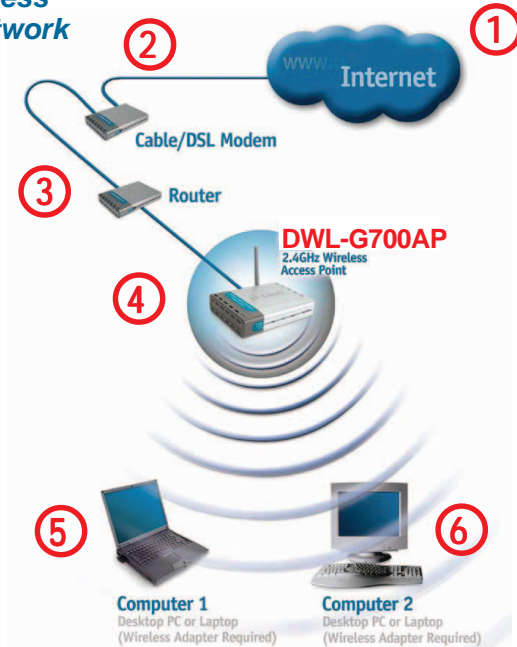 ess
twork
1
2
www.
Internet
Cable/DSL Modem
3
Router
DWL-G700AP
2.4GHz Wireless
Access Point
4
5
6
Computer 1
Desktop PC or Laptop
(Wireless Adapter Required)
Computer 2
Desktop PC or Laptop
(Wireless Adapter Required)